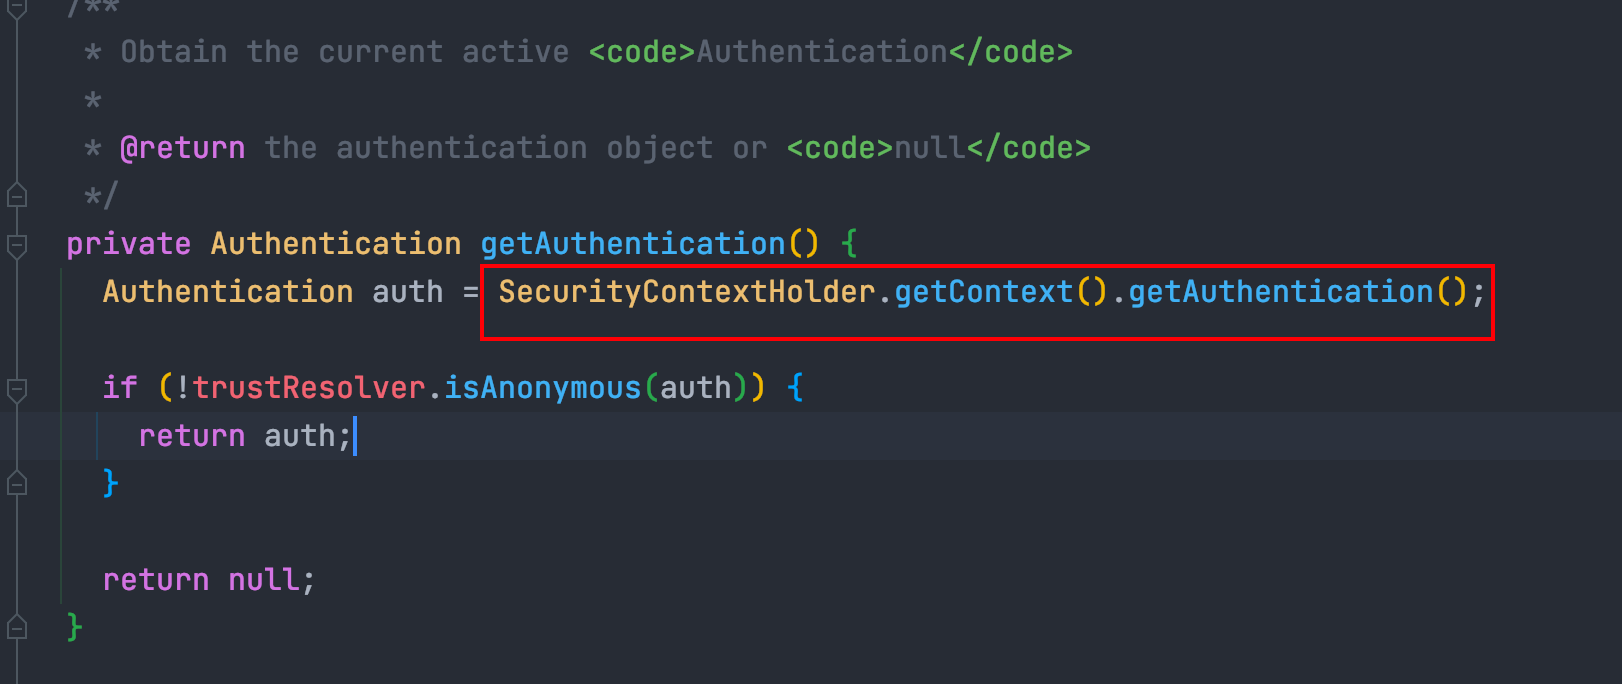 /**
* Obtain the current active <code>Authentication</code>
*
* @return the authentication object or <code>null</code>
*/
private Authentication getAuthentication() {
Authentication auth = SecurityContextHolder.getContext().getAuthentication();
if (!trustResolver.isAnonymous(auth)) {
return auth;
}
return null;
}